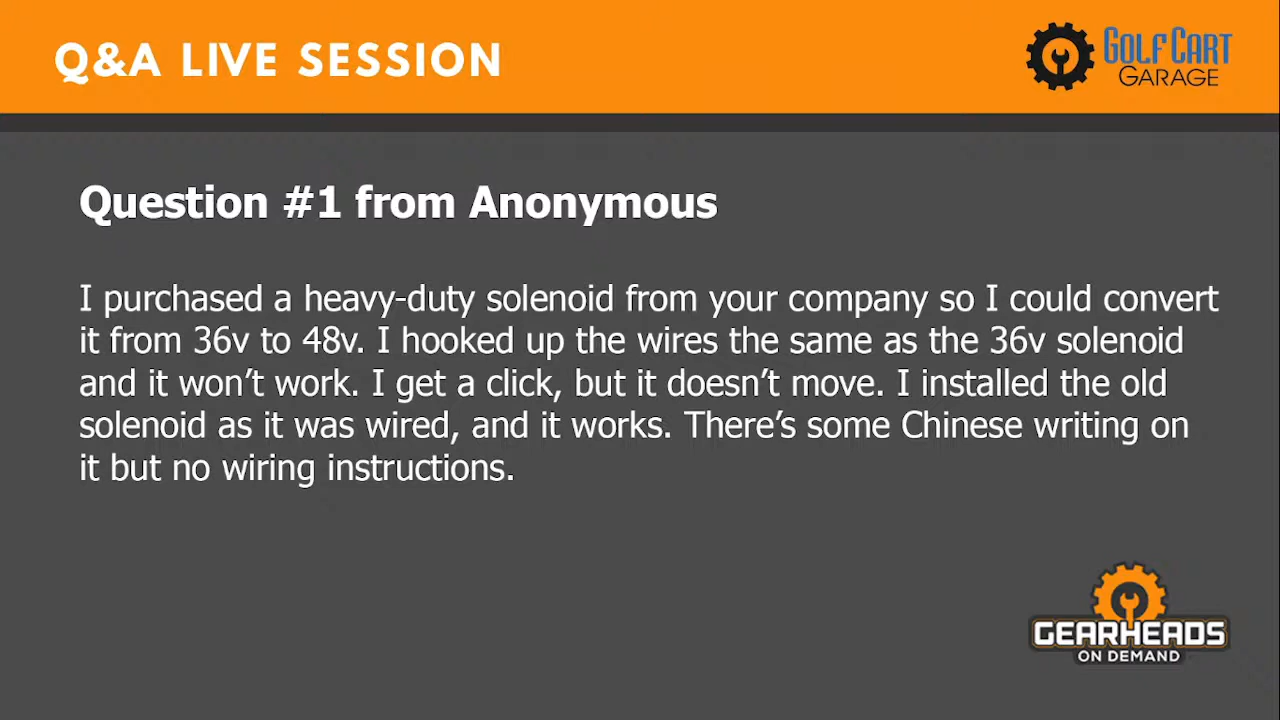 Q&A LIVE SESSION
GOLF CART
GARAGE
Question #1 from Anonymous
I purchased a heavy-duty solenoid from your company so I could convert
it from 36v to 48v. I hooked up the wires the same as the 36v solenoid
and it won’t work. I get a click, but it doesn’t move. I installed the old
solenoid as it was wired, and it works. There’s some Chinese writing on
it but no wiring instructions.
GEARHEADS
ON DEMAND